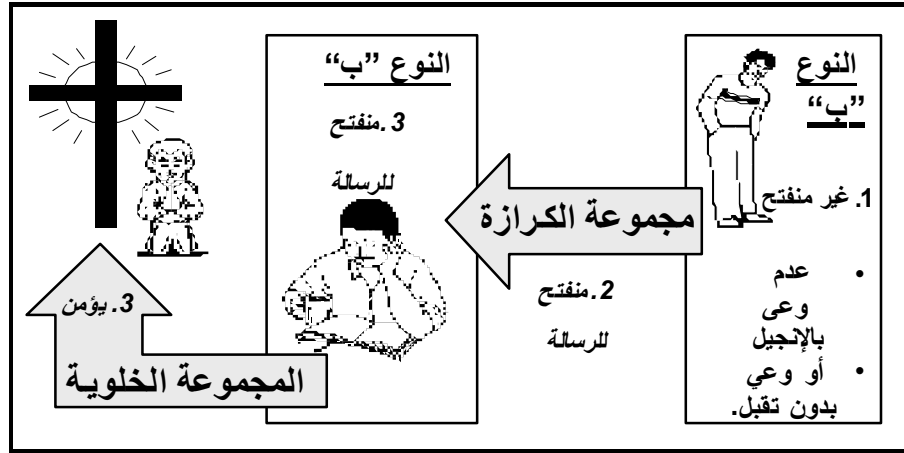 النوع
”ب“
1. غير منفتح
• عدم
وعى
بالإنجيل
• أو وعي
بدون تقبل.
مجموعة الكرازة
2. منفتح
للرسالة
النوع ”ب“
3. منفتح
للرسالة
المجموعة الخلوية
3. يؤمن